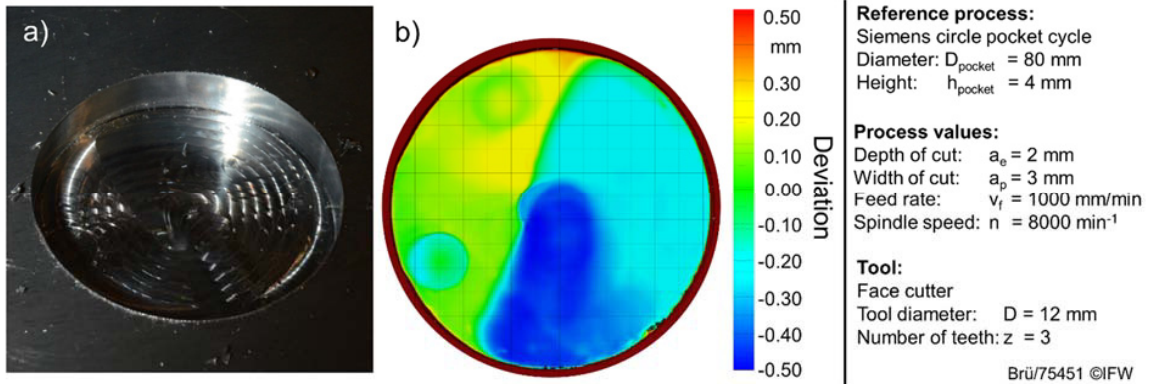 a)
b)
0.50
mm
0.30
0.20
0.10
0.00
-0.10
-0.20
-0.30
-0.40
-0.50
Deviation
Reference process:
Siemens circle pocket cycle
Diameter: Dpocket = 80 mm
Height: hpocket = 4 mm
Process values:
Depth of cut: ae = 2 mm
Width of cut: ap = 3 mm
Feed rate: vf = 1000 mm/min
Spindle speed: n = 8000 min-1
Tool:
Face cutter
Tool diameter: D = 12 mm
Number of teeth: z = 3
Brü/75451 ©IFW